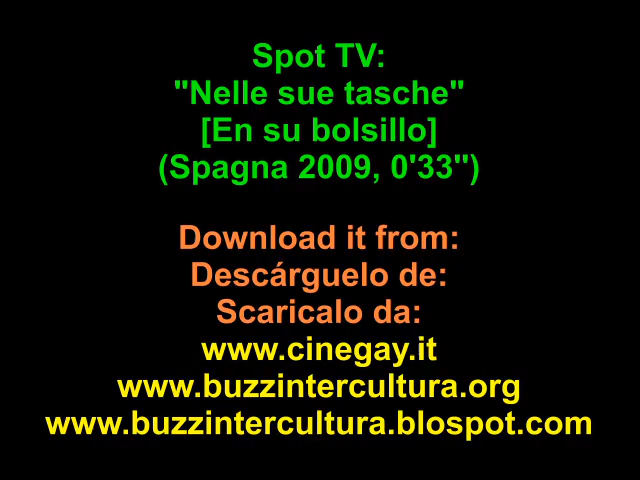 Spot TV:
"Nelle sue tasche"
[En su bolsillo]
(Spagna 2009, 0'33")
Download it from:
Descárguelo de:
Scaricalo da:
www.cinegay.it
www.buzzintercultura.org
www.buzzintercultura.blospot.com